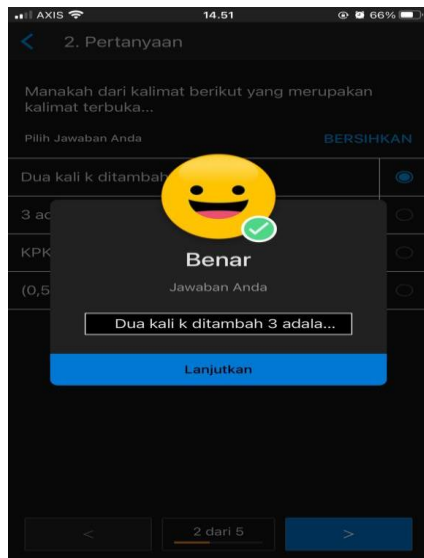 AXIS 14.51 66%
< 2. Pertanyaan
Manakah dari kalimat berikut yang merupakan
kalimat terbuka...
Pilih Jawaban Anda BERSIHKAN
Dua kali k ditambah
3
KPK
(0,5
Benar
Jawaban Anda
Dua kali k ditambah 3 adala...
Lanjutkan
< 2 dari 5 >